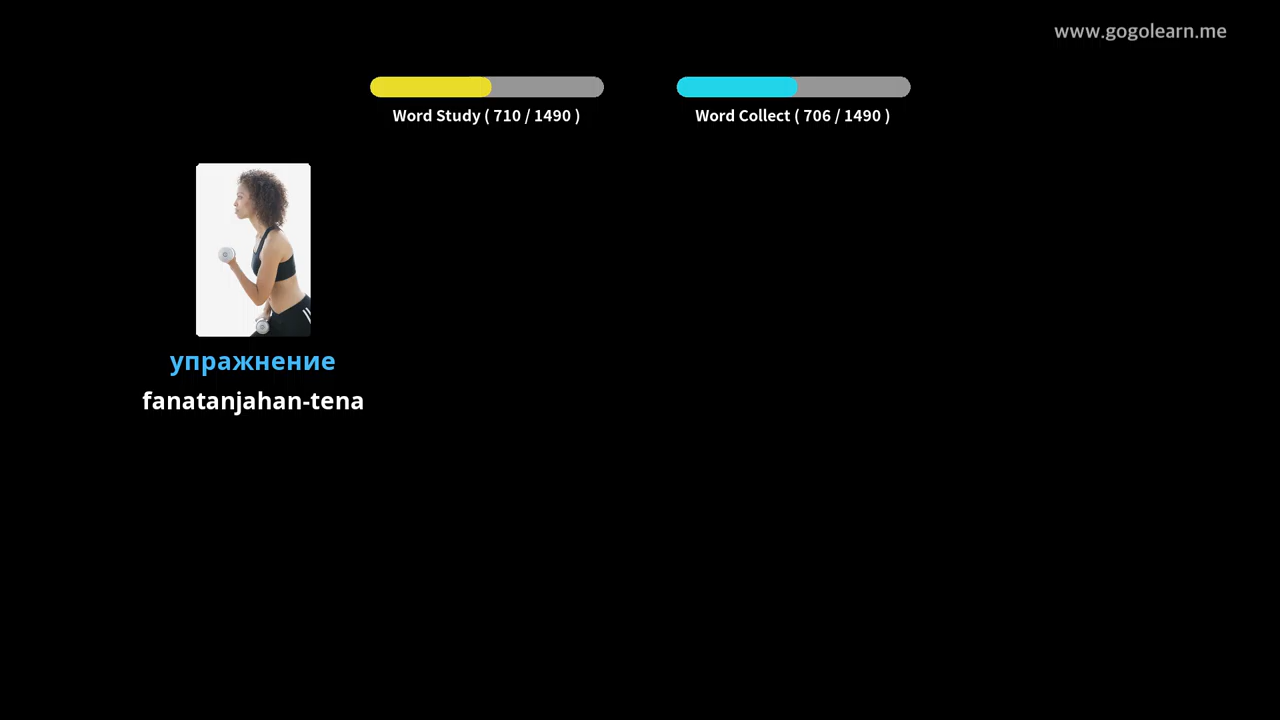 www.gogolearn.me
Word Study ( 710 / 1490 )
Word Collect ( 706 / 1490 )
упражнение
fanatanjahan-tena